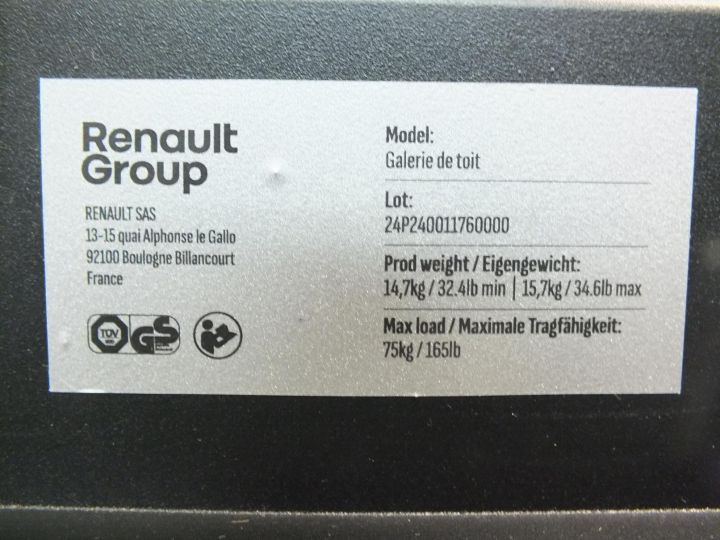 Renault
Group
RENAULT SAS
13-15 quai Alphonse le Gallo
92100 Boulogne Billancourt
France
TÜV
GS
Model:
Galerie de toit
Lot:
24P240011760000
Prod weight / Eigengewicht:
14,7kg / 32.4lb min | 15,7kg / 34.6lb max
Max load / Maximale Tragfähigkeit:
75kg / 165lb